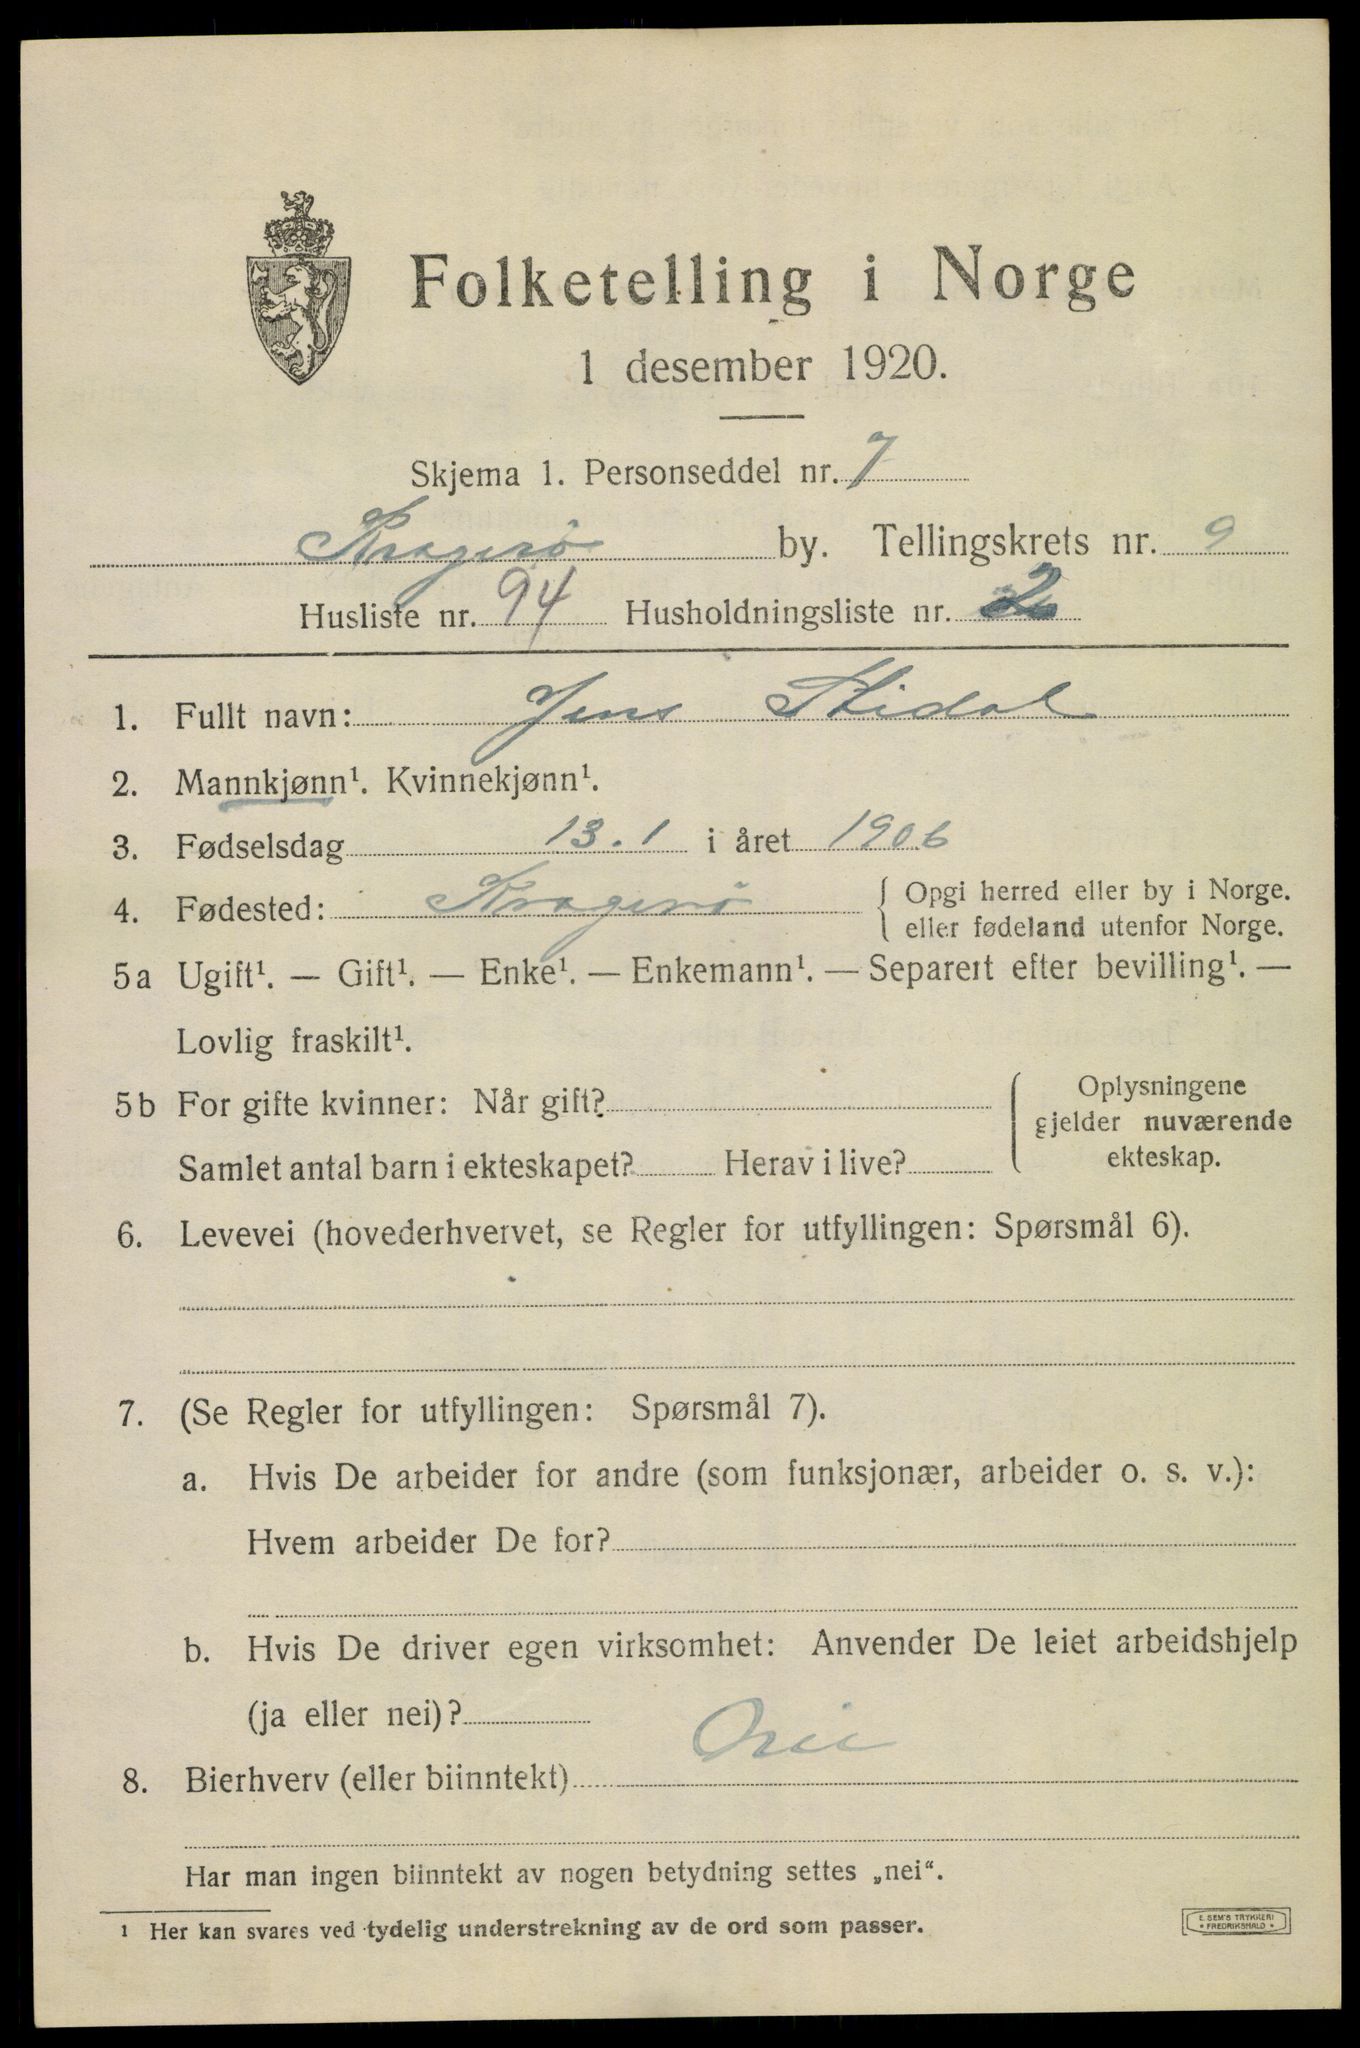 Folketelling i Norge
1 desember 1920.
Skjema 1. Personseddel nr. 7
Kragerö by. Tellingskrets nr. 9
Husliste nr. 94 Husholdningsliste nr. 2
1. Fullt navn: Jens Stidal
2. Mannkjønn¹. Kvinnekjønn¹.
3. Fødselsdag 13.1 i året 1906
4. Fødested: Kragerö { Opgi herred eller by i Norge.
eller fødeland utenfor Norge.
5a Ugift¹. — Gift¹. — Enke¹. — Enkemann¹. — Separert efter bevilling¹. —
Lovlig fraskilt¹.
5b For gifte kvinner: Når gift? Oplysningene
gjelder nuværende
Samlet antal barn i ekteskapet? Herav i live? ekteskap.
6. Levevei (hovederhvervet, se Regler for utfyllingen: Spørsmål 6).
7. (Se Regler for utfyllingen: Spørsmål 7).
a. Hvis De arbeider for andre (som funksjonær, arbeider o. s. v.):
Hvem arbeider De for?
b. Hvis De driver egen virksomhet: Anvender De leiet arbeidshjelp
(ja eller nei)?
8. Bierhverv (eller biinntekt) Nei
Har man ingen biinntekt av nogen betydning settes „nei“.
¹ Her kan svares ved tydelig understrekning av de ord som passer.
E. SEM'S TRYKKERI
* FREDRIKSHALD *